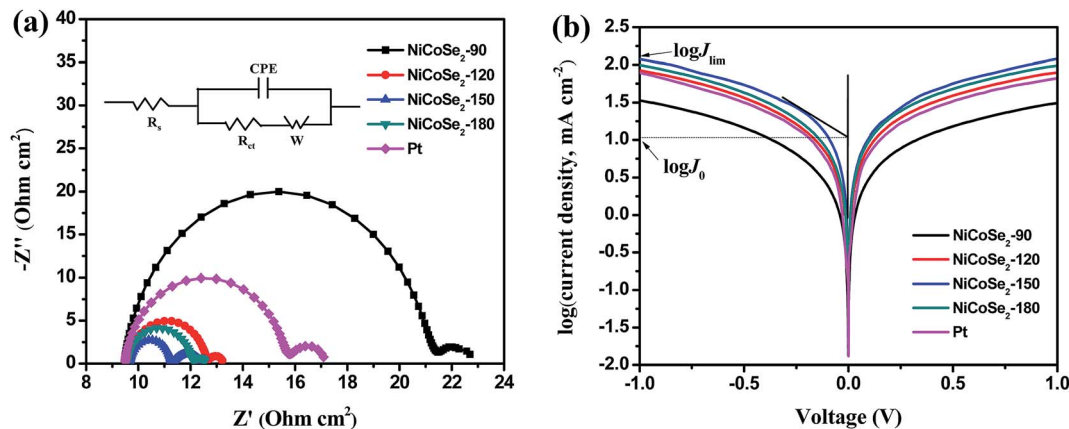 (a)
40
35
30
25
20
15
10
5
0
-Z'' (Ohm cm²)
8 10 12 14 16 18 20 22 24
Z' (Ohm cm²)
NiCoSe₂-90
NiCoSe₂-120
NiCoSe₂-150
NiCoSe₂-180
Pt
CPE
Rₛ
R_ct W
(b)
2.5
2.0
1.5
1.0
0.5
0.0
-0.5
-1.0
-1.5
-2.0
log(current density, mA cm⁻²)
-1.0 -0.5 0.0 0.5 1.0
Voltage (V)
logJ_lim
logJ₀
NiCoSe₂-90
NiCoSe₂-120
NiCoSe₂-150
NiCoSe₂-180
Pt